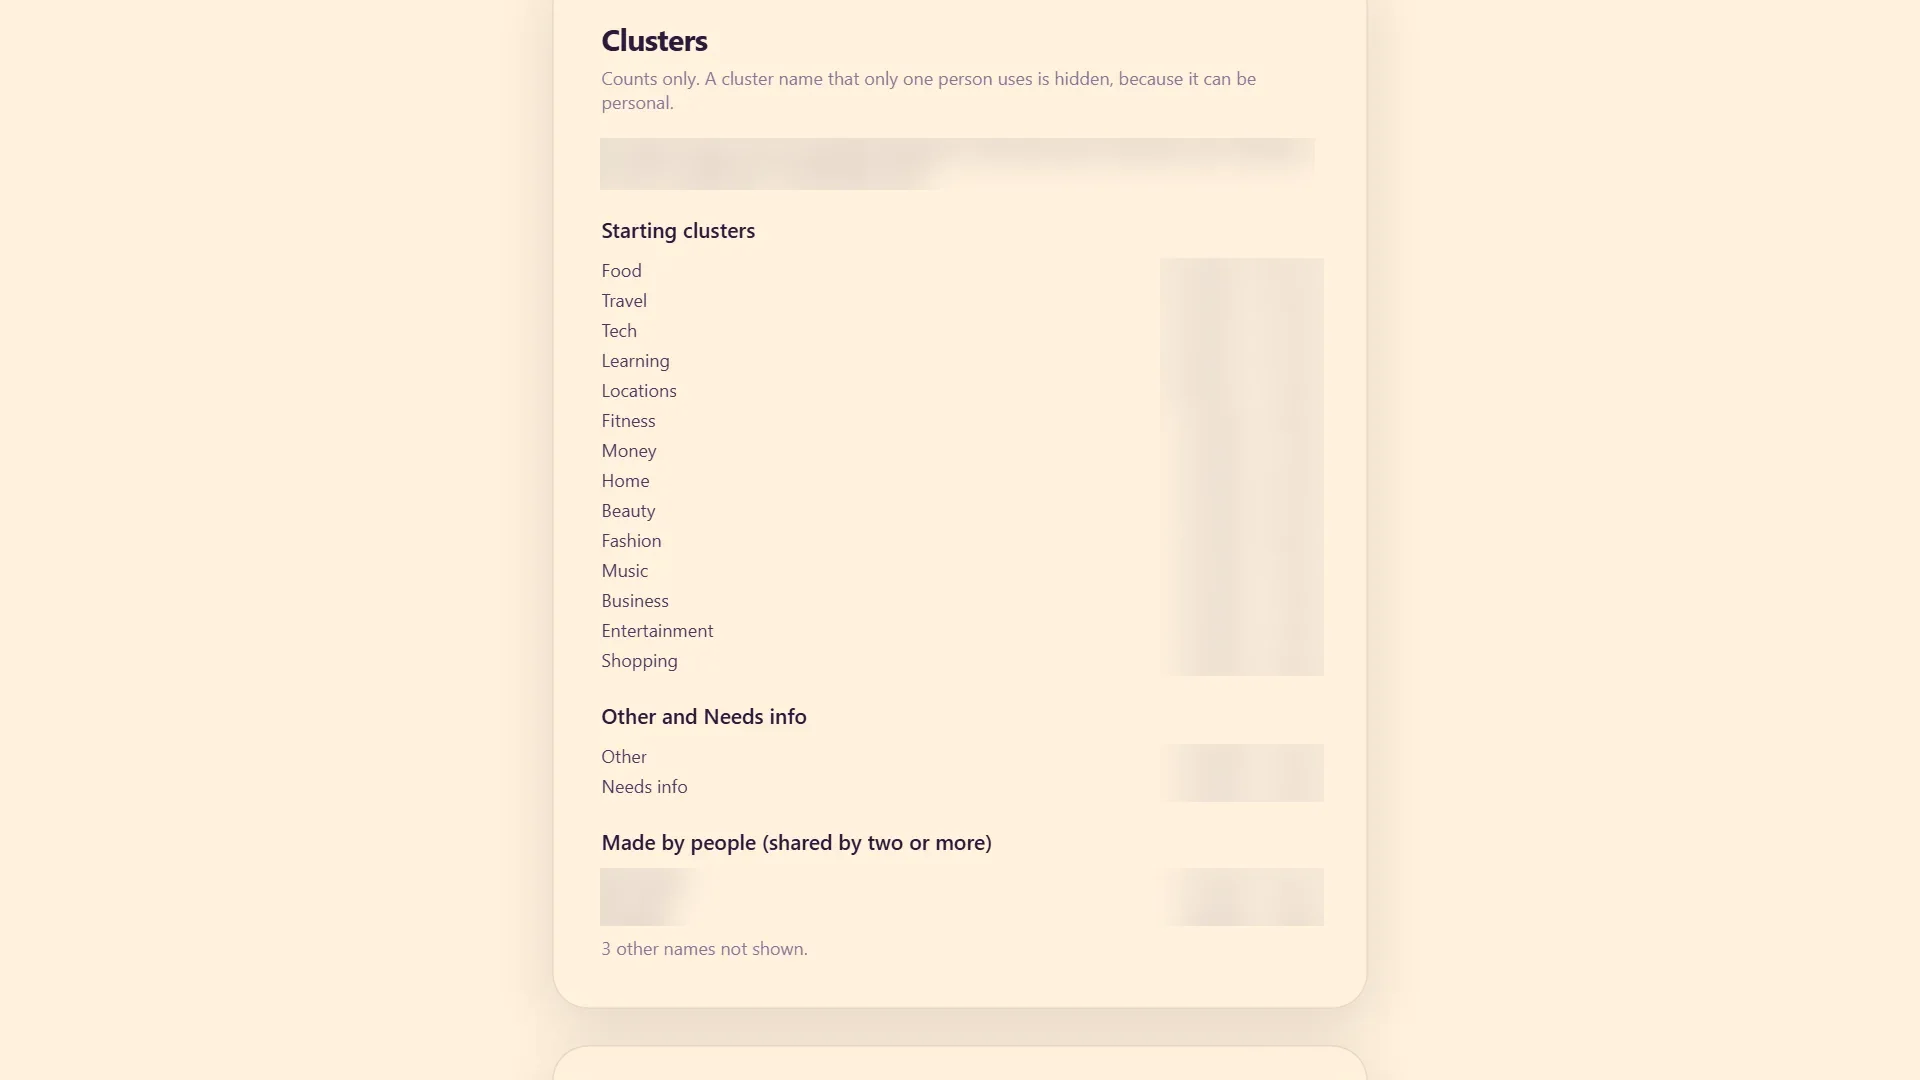 Clusters
Counts only. A cluster name that only one person uses is hidden, because it can be
personal.
Starting clusters
Food
Travel
Tech
Learning
Locations
Fitness
Money
Home
Beauty
Fashion
Music
Business
Entertainment
Shopping
Other and Needs info
Other
Needs info
Made by people (shared by two or more)
3 other names not shown.